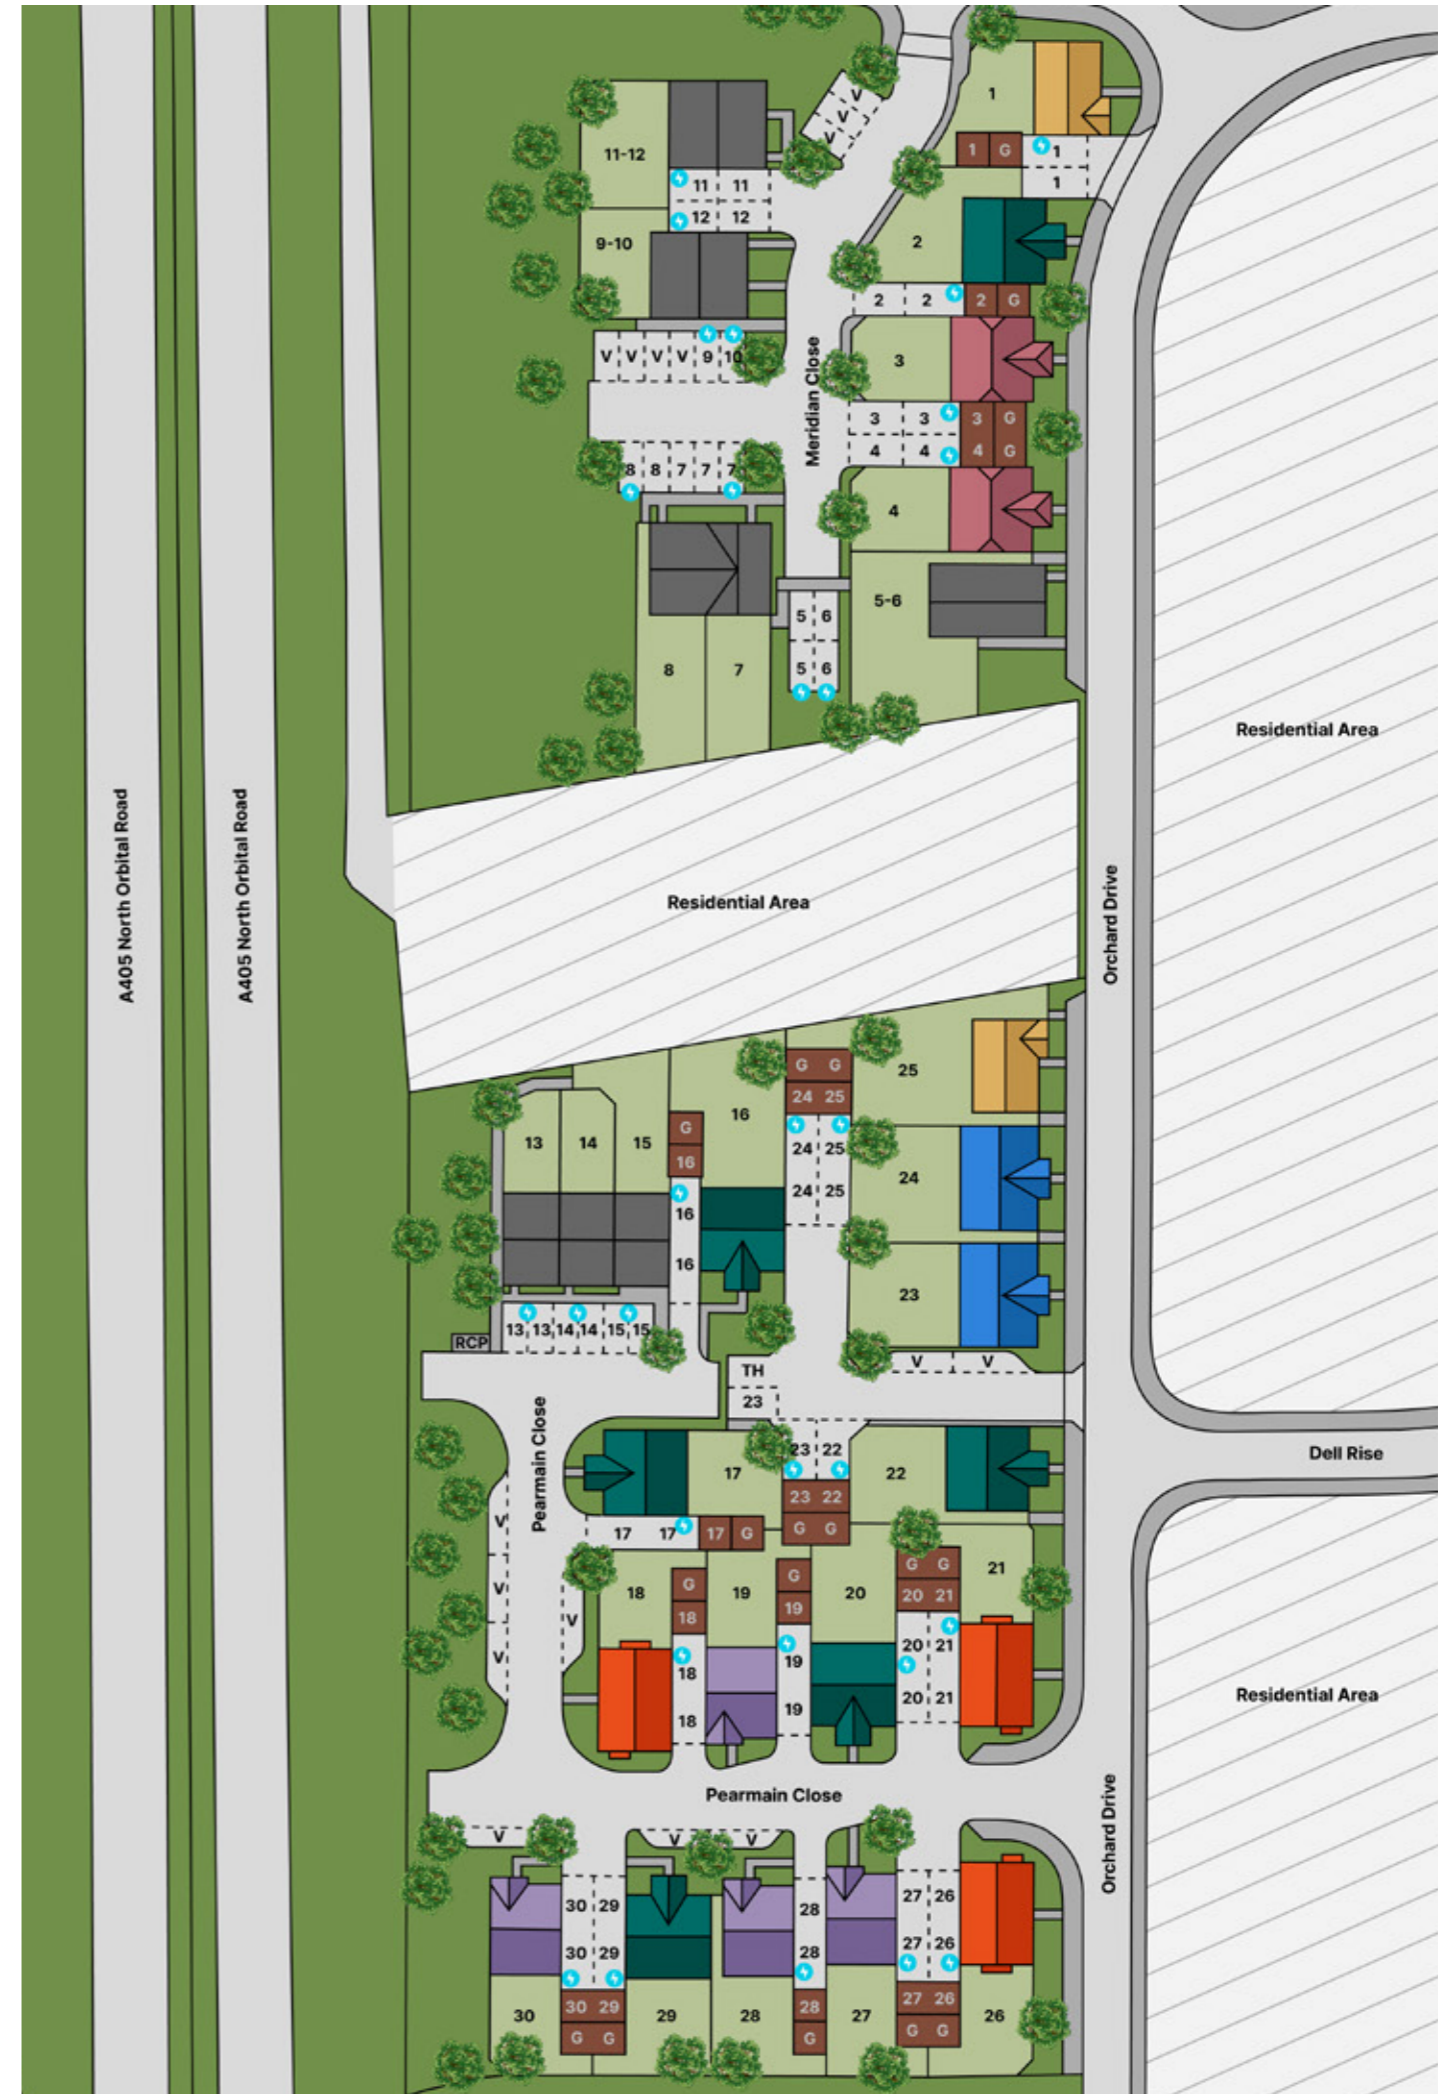 V
V
V
1
1 G
1
1
11-12
11 11
12 12
9-10
2
2 2
2 G
V V V V 9 10
3
Meridian Close
3 3
3 G
4 4
4 G
8 8 7 7 7
4
5-6
5 6
5 6
8
7
Residential Area
A405 North Orbital Road
A405 North Orbital Road
Residential Area
Orchard Drive
25
G G
24 25
16
G
16
13
14
15
24 25
24 25
24
16
16
23
13 13 14 14 15 15
RCP
V V
TH
23
Pearmain Close
23 22
17
22
23 22
G G
Dell Rise
17 17
17 G
V
V
V
V
18
G
18
19
G
19
20
G G
20 21
21
18
18
19
19
20 21
20 21
Residential Area
Pearmain Close
Orchard Drive
V
V V
30 29
30 29
28
28
27 26
27 26
30
30 29
G G
29
28
28
G
27
27 26
G G
26